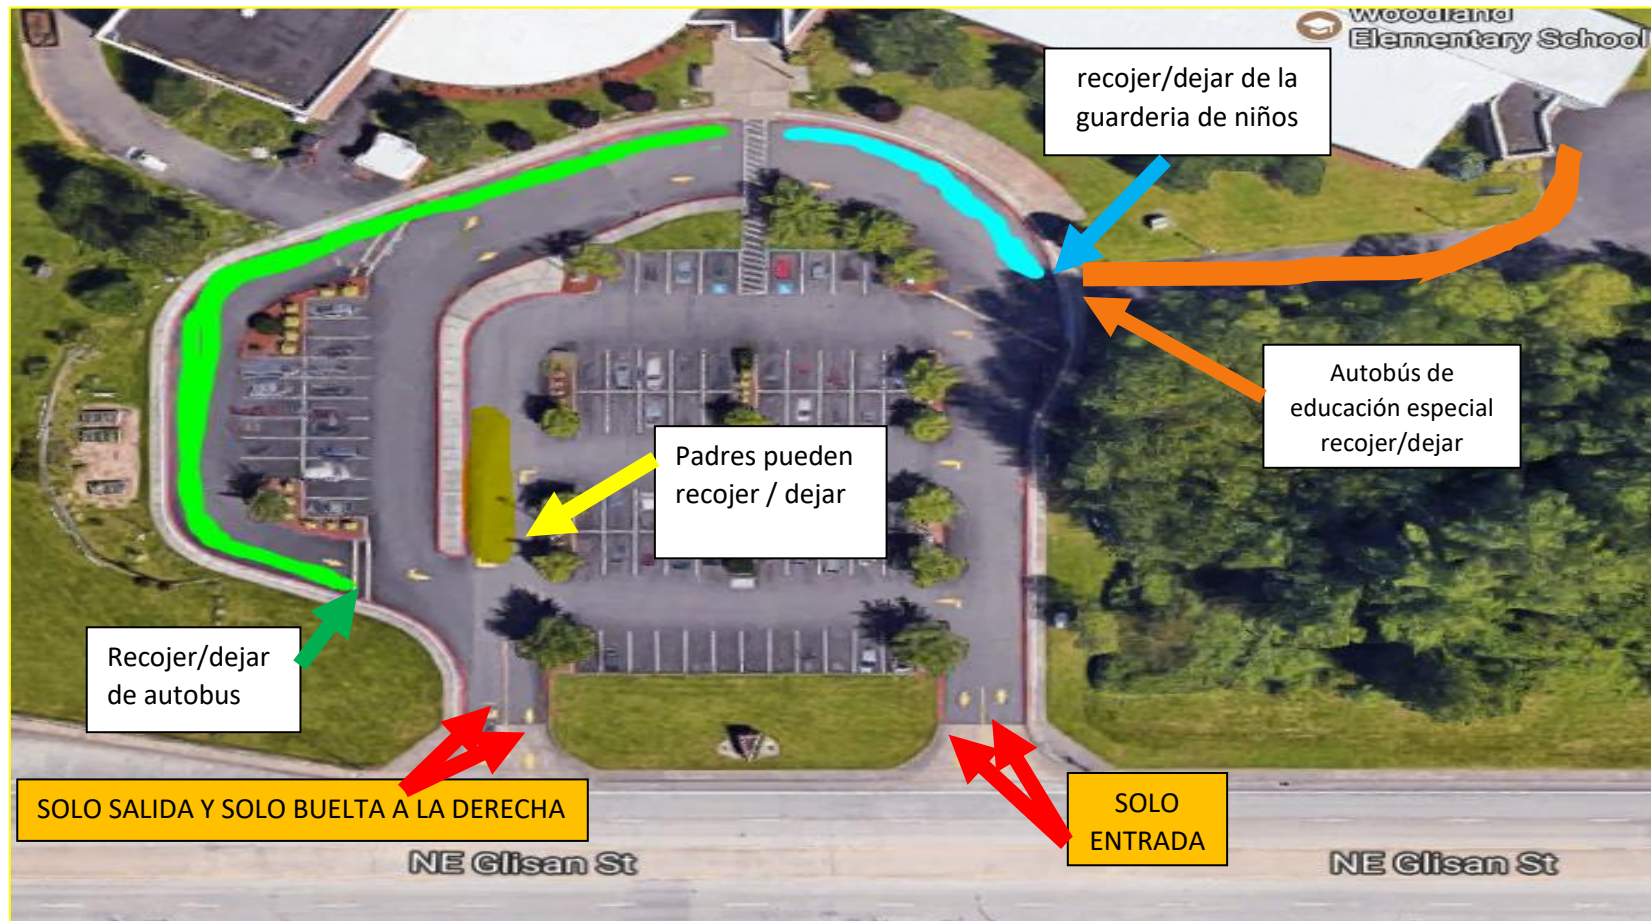 Woodland
Elementary School
recojer/dejar de la
guarderia de niños
Autobús de
educación especial
recojer/dejar
Padres pueden
recojer / dejar
Recojer/dejar
de autobus
SOLO SALIDA Y SOLO BUELTA A LA DERECHA
SOLO
ENTRADA
NE Glisan St
NE Glisan St